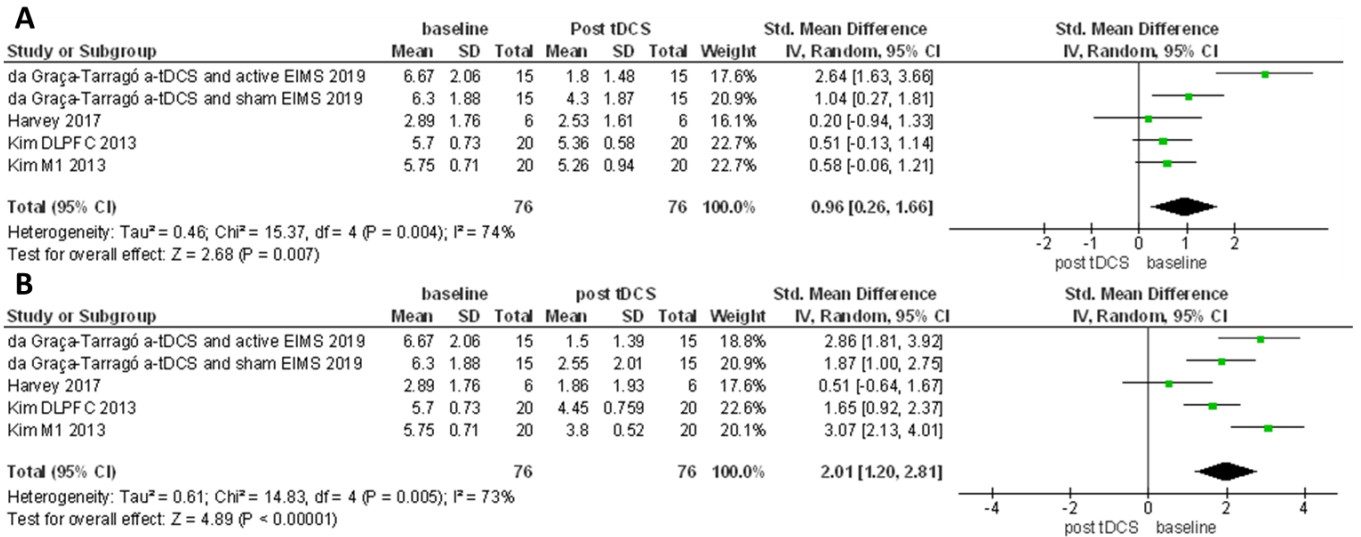 A
baseline Post tDCS Std. Mean Difference Std. Mean Difference
Study or Subgroup Mean SD Total Mean SD Total Weight IV, Random, 95% CI IV, Random, 95% CI
da Graça-Tarragó a-tDCS and active EIMS 2019 6.67 2.06 15 1.8 1.48 15 17.6% 2.64 [1.63, 3.66]
da Graça-Tarragó a-tDCS and sham EIMS 2019 6.3 1.88 15 4.3 1.87 15 20.9% 1.04 [0.27, 1.81]
Harvey 2017 2.89 1.76 6 2.53 1.61 6 16.1% 0.20 [-0.94, 1.33]
Kim DLPFC 2013 5.7 0.73 20 5.36 0.58 20 22.7% 0.51 [-0.13, 1.14]
Kim M1 2013 5.75 0.71 20 5.26 0.94 20 22.7% 0.58 [-0.06, 1.21]
Total (95% CI) 76 76 100.0% 0.96 [0.26, 1.66]
Heterogeneity: Tau² = 0.46; Chi² = 15.37, df = 4 (P = 0.004); I² = 74%
Test for overall effect: Z = 2.68 (P = 0.007)
-2 -1 0 1 2
post tDCS baseline
B
baseline post tDCS Std. Mean Difference Std. Mean Difference
Study or Subgroup Mean SD Total Mean SD Total Weight IV, Random, 95% CI IV, Random, 95% CI
da Graça-Tarragó a-tDCS and active EIMS 2019 6.67 2.06 15 1.5 1.39 15 18.8% 2.86 [1.81, 3.92]
da Graça-Tarragó a-tDCS and sham EIMS 2019 6.3 1.88 15 2.55 2.01 15 20.9% 1.87 [1.00, 2.75]
Harvey 2017 2.89 1.76 6 1.86 1.93 6 17.6% 0.51 [-0.64, 1.67]
Kim DLPFC 2013 5.7 0.73 20 4.45 0.759 20 22.6% 1.65 [0.92, 2.37]
Kim M1 2013 5.75 0.71 20 3.8 0.52 20 20.1% 3.07 [2.13, 4.01]
Total (95% CI) 76 76 100.0% 2.01 [1.20, 2.81]
Heterogeneity: Tau² = 0.61; Chi² = 14.83, df = 4 (P = 0.005); I² = 73%
Test for overall effect: Z = 4.89 (P < 0.00001)
-4 -2 0 2 4
post tDCS baseline